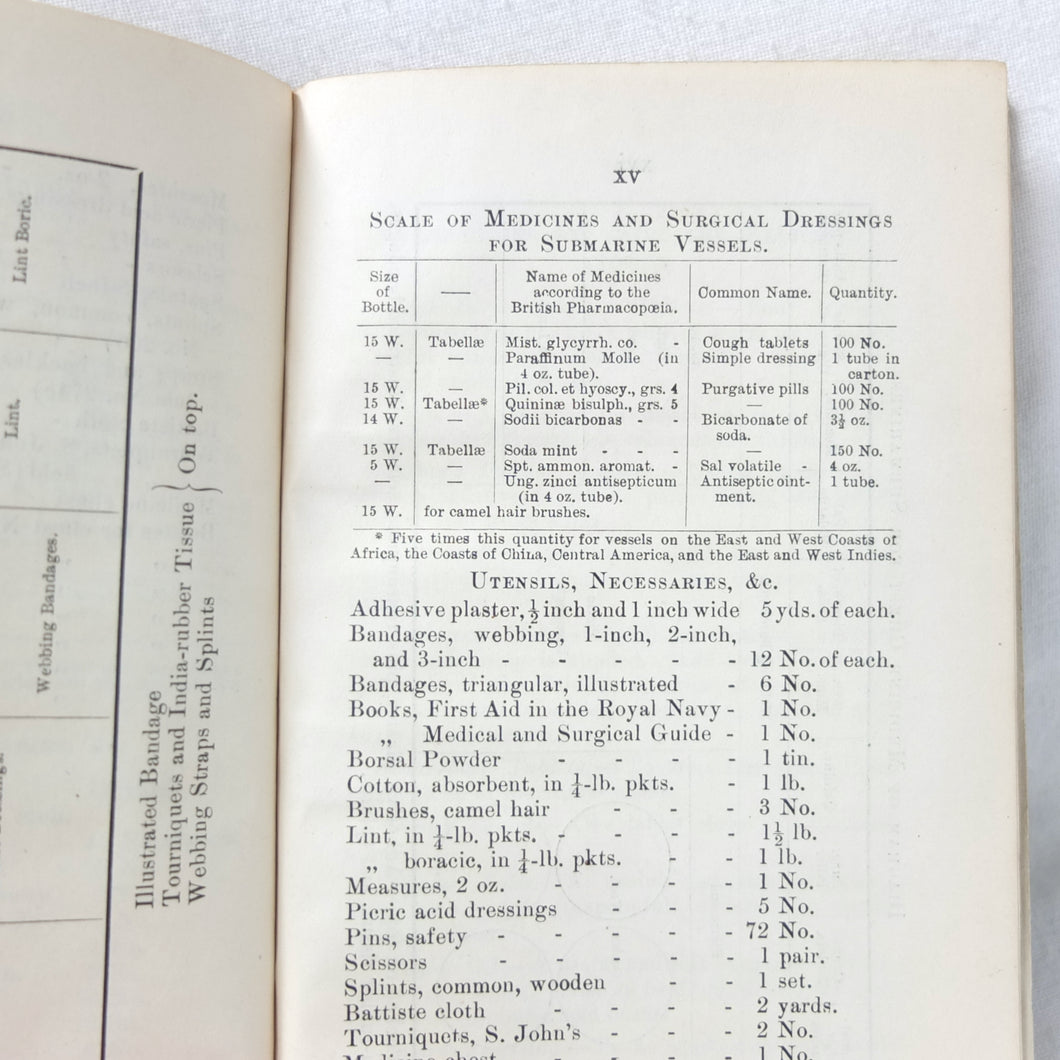 Lint Boric.
Lint.
Webbing Bandages.
Illustrated Bandage
Tourniquets and India-rubber Tissue
Webbing Straps and Splints
} On top.
XV
SCALE OF MEDICINES AND SURGICAL DRESSINGS
FOR SUBMARINE VESSELS.
Size of Bottle. | — | Name of Medicines according to the British Pharmacopœia. | Common Name. | Quantity.
15 W. Tabellæ Mist. glycyrrh. co. - Cough tablets 100 No.
— — Paraffinum Molle (in Simple dressing 1 tube in
4 oz. tube). carton.
15 W. — Pil. col. et hyoscy., grs. 4 Purgative pills 100 No.
15 W. Tabellæ* Quininæ bisulph., grs. 5 — 100 No.
14 W. — Sodii bicarbonas - - Bicarbonate of 3½ oz.
soda.
15 W. Tabellæ Soda mint - - - — 150 No.
5 W. — Spt. ammon. aromat. - Sal volatile - 4 oz.
— — Ung. zinci antisepticum Antiseptic oint- 1 tube.
(in 4 oz. tube). ment.
15 W. for camel hair brushes.
* Five times this quantity for vessels on the East and West Coasts of
Africa, the Coasts of China, Central America, and the East and West Indies.
UTENSILS, NECESSARIES, &c.
Adhesive plaster, ½ inch and 1 inch wide 5 yds. of each.
Bandages, webbing, 1-inch, 2-inch,
and 3-inch - - - - - 12 No. of each.
Bandages, triangular, illustrated - 6 No.
Books, First Aid in the Royal Navy - 1 No.
„ Medical and Surgical Guide - 1 No.
Borsal Powder - - - - 1 tin.
Cotton, absorbent, in ¼-lb. pkts. - 1 lb.
Brushes, camel hair - - - 3 No.
Lint, in ¼-lb. pkts. - - - - 1½ lb.
„ boracic, in ¼-lb. pkts. - - 1 lb.
Measures, 2 oz. - - - - 1 No.
Picric acid dressings - - - 5 No.
Pins, safety - - - - - 72 No.
Scissors - - - - - 1 pair.
Splints, common, wooden - - 1 set.
Battiste cloth - - - - 2 yards.
Tourniquets, S. John's - - - 2 No.
Medicine chest - - - - 1 No.